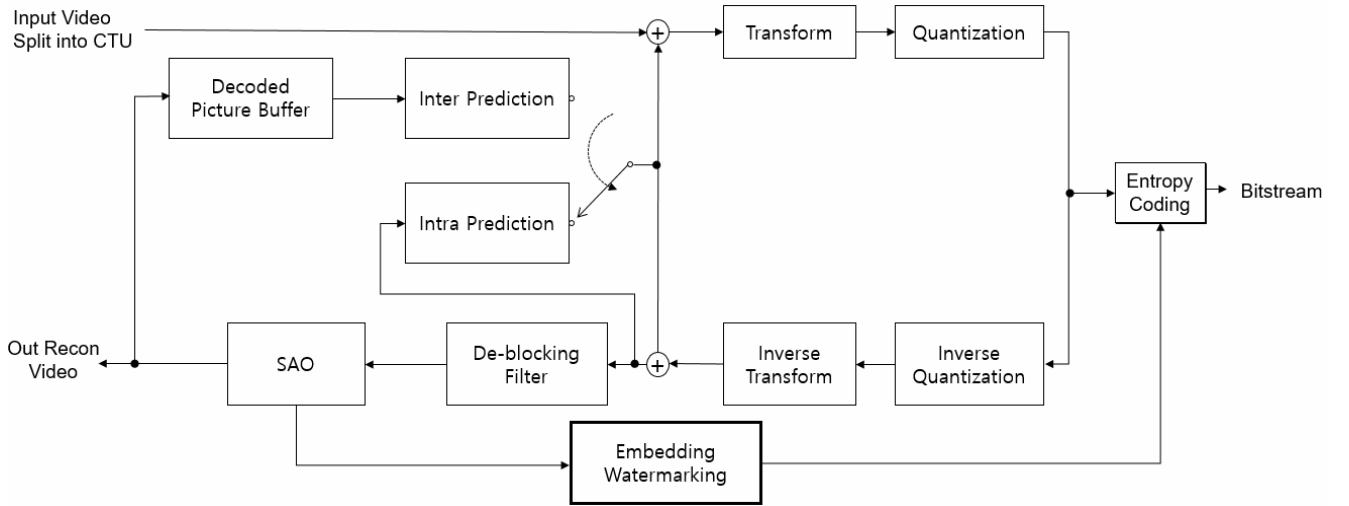 Input Video
Split into CTU
+
Transform
Quantization
Decoded
Picture Buffer
Inter Prediction
Intra Prediction
Entropy
Coding
Bitstream
Out Recon
Video
SAO
De-blocking
Filter
+
Inverse
Transform
Inverse
Quantization
Embedding
Watermarking